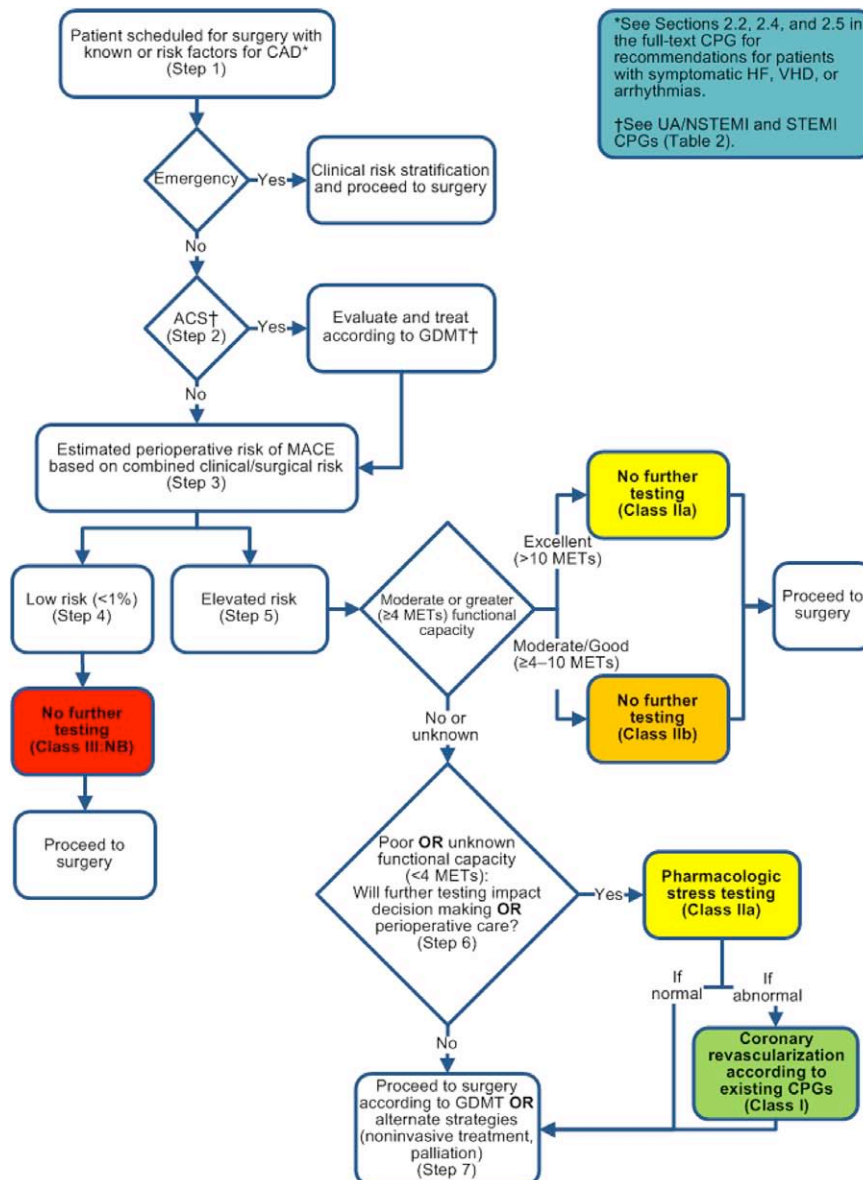 Patient scheduled for surgery with
known or risk factors for CAD*
(Step 1)
*See Sections 2.2, 2.4, and 2.5 in
the full-text CPG for
recommendations for patients
with symptomatic HF, VHD, or
arrhythmias.
†See UA/NSTEMI and STEMI
CPGs (Table 2).
Emergency
Yes
Clinical risk stratification
and proceed to surgery
No
ACS†
(Step 2)
Yes
Evaluate and treat
according to GDMT†
No
Estimated perioperative risk of MACE
based on combined clinical/surgical risk
(Step 3)
Low risk (<1%)
(Step 4)
Elevated risk
(Step 5)
Moderate or greater
(≥4 METs) functional
capacity
Excellent
(>10 METs)
No further
testing
(Class IIa)
Moderate/Good
(≥4–10 METs)
No further
testing
(Class IIb)
Proceed to
surgery
No further
testing
(Class III:NB)
Proceed to
surgery
No or
unknown
Poor OR unknown
functional capacity
(<4 METs):
Will further testing impact
decision making OR
perioperative care?
(Step 6)
Yes
Pharmacologic
stress testing
(Class IIa)
If
normal
If
abnormal
Coronary
revascularization
according to
existing CPGs
(Class I)
No
Proceed to surgery
according to GDMT OR
alternate strategies
(noninvasive treatment,
palliation)
(Step 7)